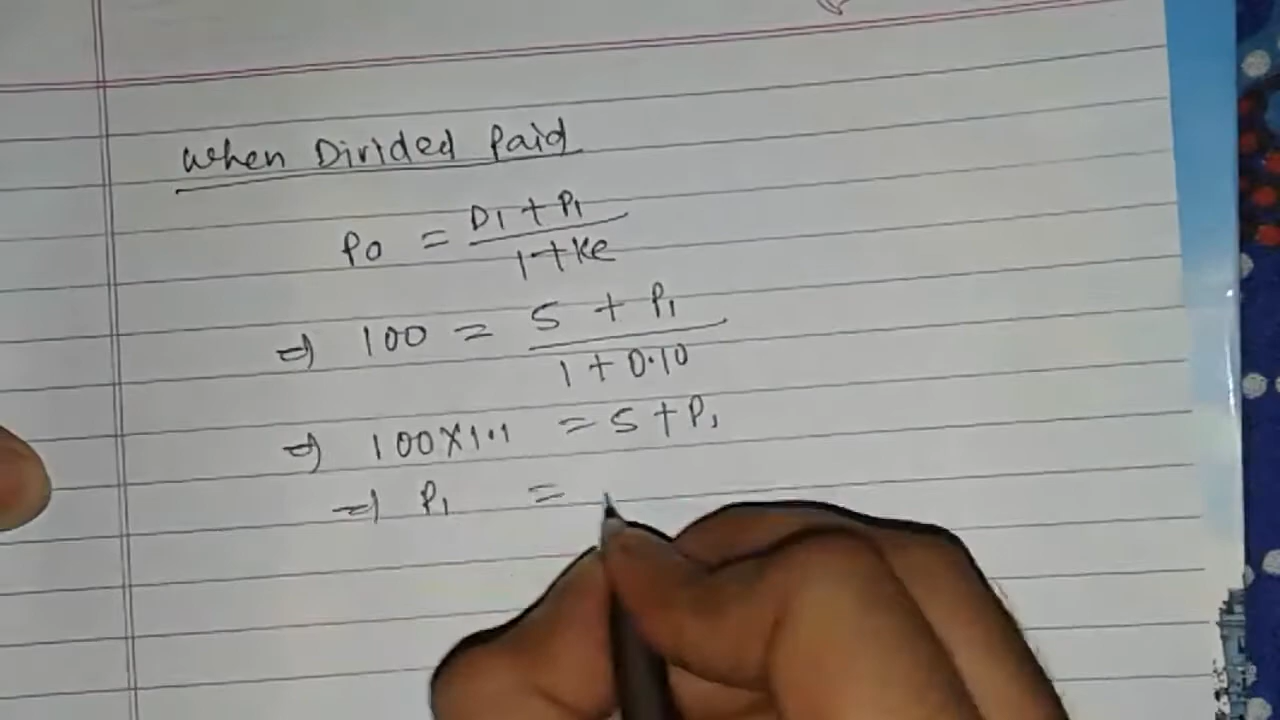 When Divided Paid
P0 = D1 + P1 / 1 + Ke
⇒ 100 = 5 + P1 / 1 + 0.10
⇒ 100 × 1.1 = 5 + P1
⇒ P1 =